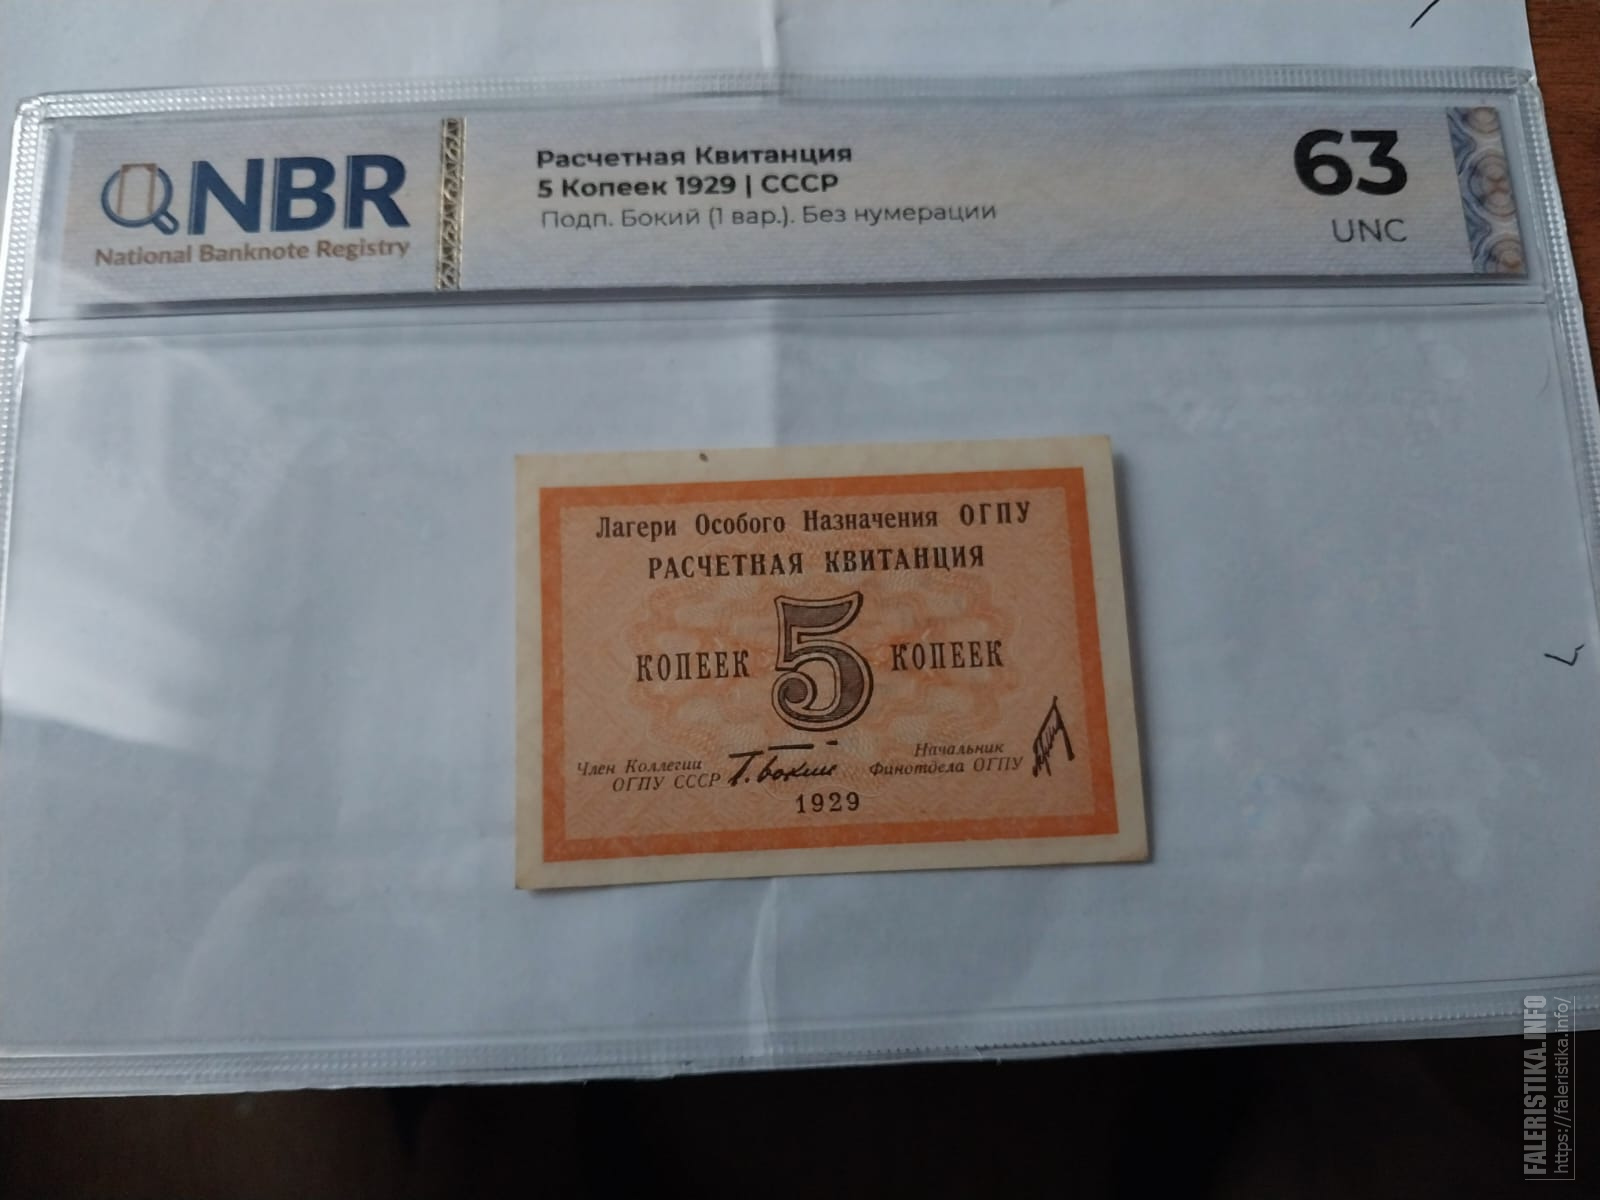 NBR
National Banknote Registry
Расчетная Квитанция
5 Копеек 1929 | СССР
Подп. Бокий (1 вар.). Без нумерации
63
UNC
Лагери Особого Назначения ОГПУ
РАСЧЕТНАЯ КВИТАНЦИЯ
КОПЕЕК 5 КОПЕЕК
Член Коллегии
ОГПУ СССР
Г. Бокий
Начальник
Финотдела ОГПУ
1929
FALERISTIKA.INFO
https://faleristika.info/